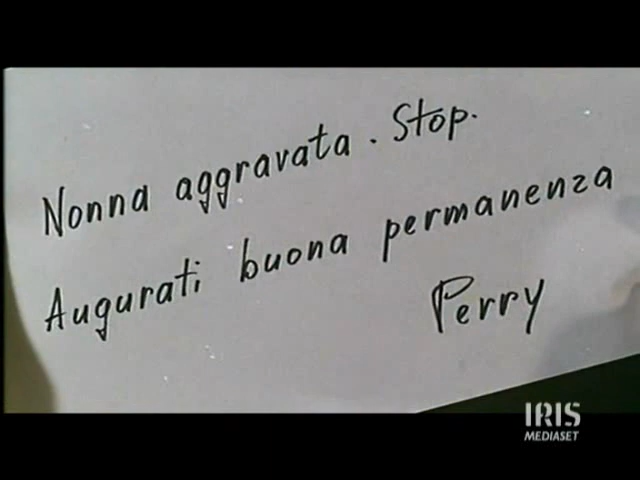 Nonna aggravata. Stop.
Augurati buona permanenza
Perry
IRIS
MEDIASET